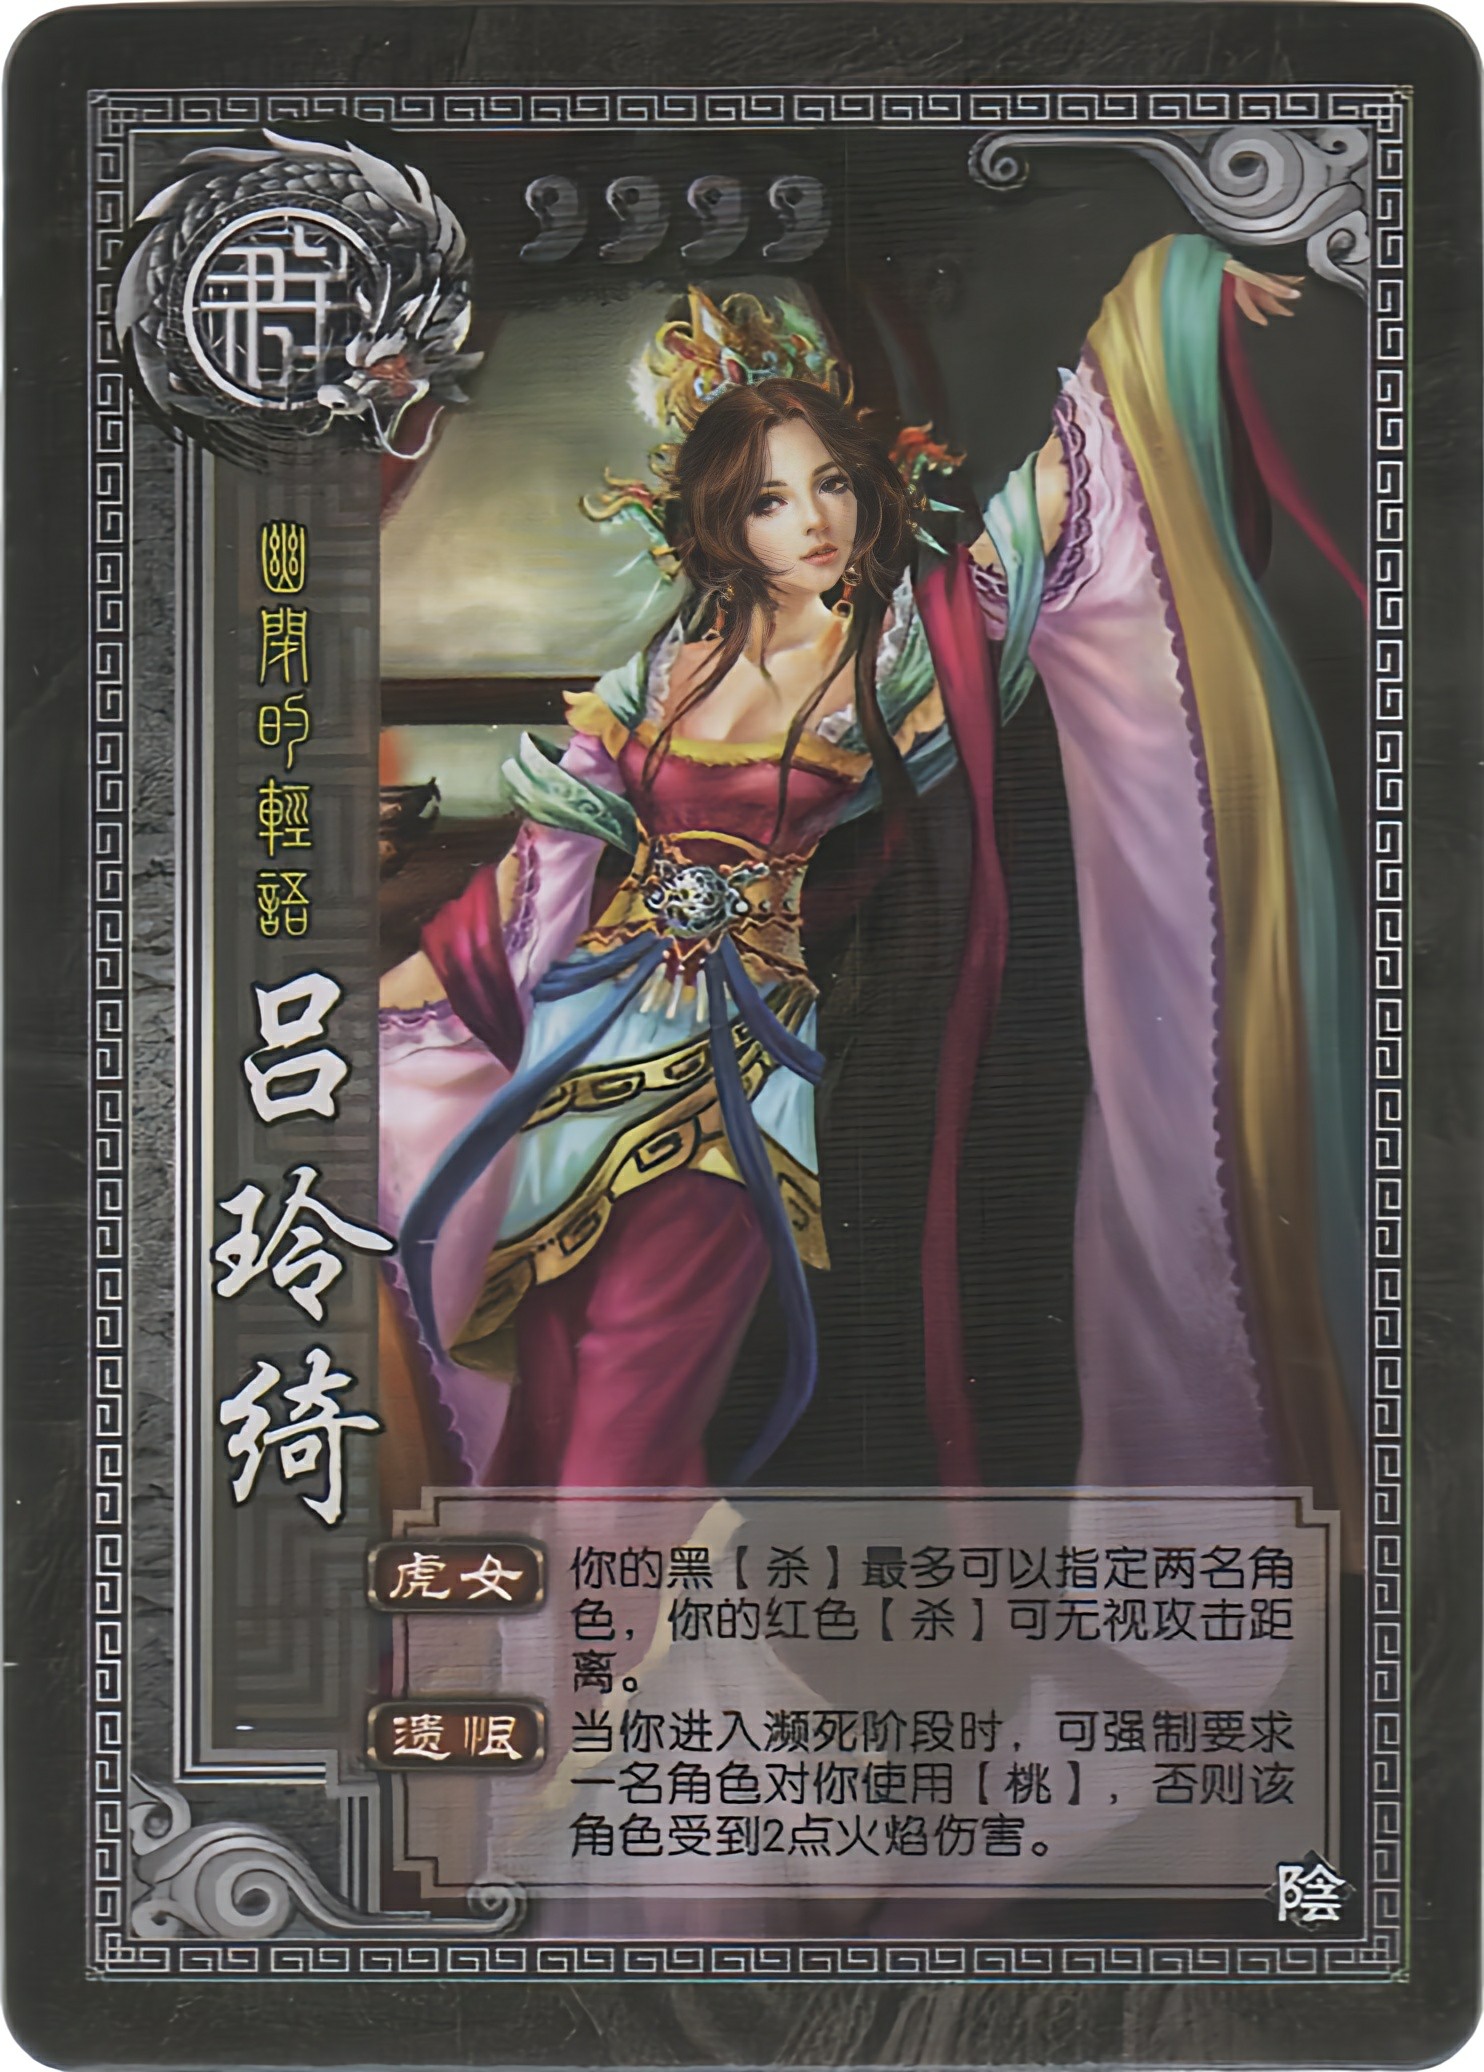 群
幽閉的輕語
吕玲绮
虎女
你的黑【杀】最多可以指定两名角
色，你的红色【杀】可无视攻击距
离。
遗恨
当你进入濒死阶段时，可强制要求
一名角色对你使用【桃】，否则该
角色受到2点火焰伤害。
陰